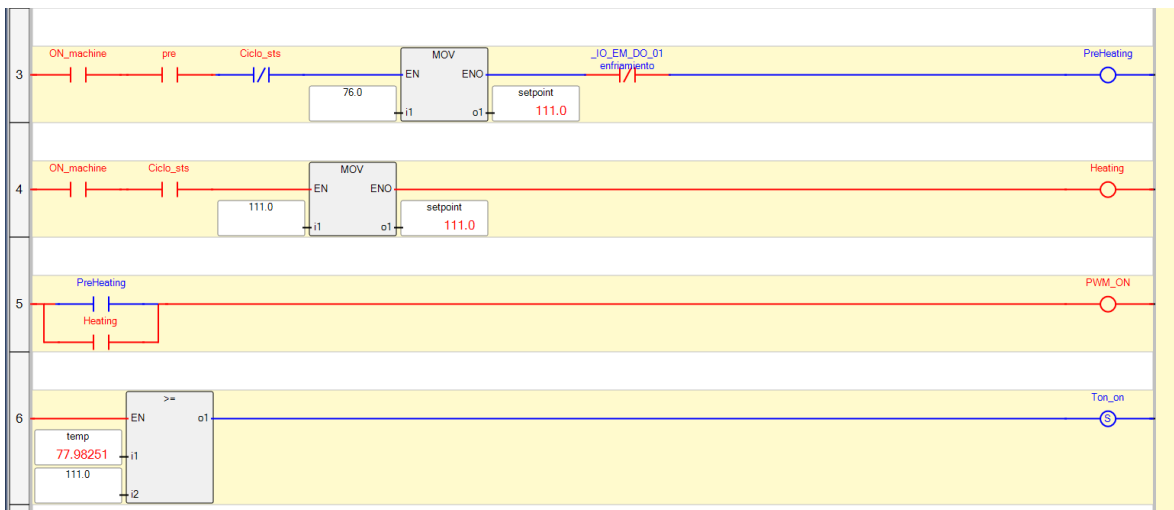 3
ON_machine
pre
Ciclo_sts
MOV
EN
ENO
76.0
i1
o1
setpoint
111.0
_IO_EM_DO_01
enfriamiento
PreHeating
4
ON_machine
Ciclo_sts
MOV
EN
ENO
111.0
i1
o1
setpoint
111.0
Heating
5
PreHeating
Heating
PWM_ON
6
>=
EN
o1
temp
77.98251
i1
111.0
i2
Ton_on
S